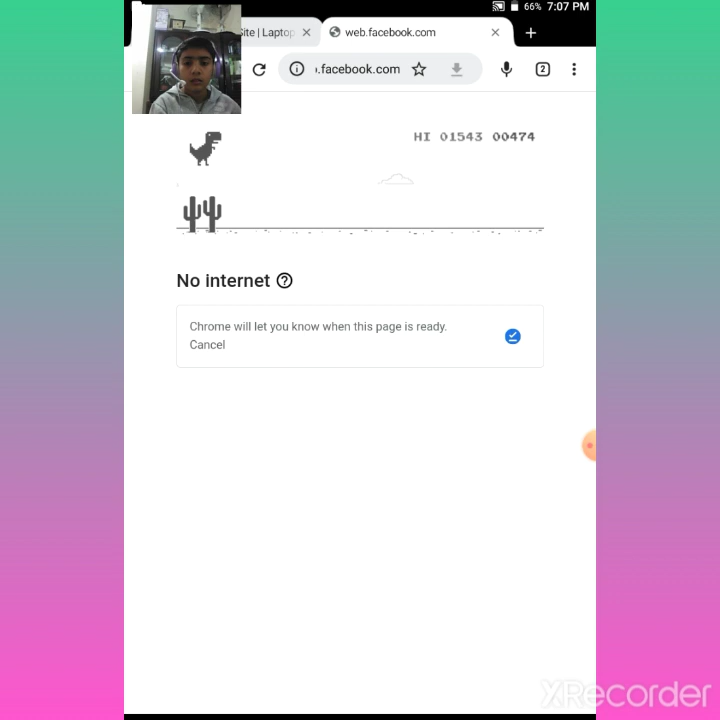 66% 7:07 PM
Site | Laptop
web.facebook.com
.facebook.com
2
HI 01543 00474
No internet
Chrome will let you know when this page is ready.
Cancel
XRecorder